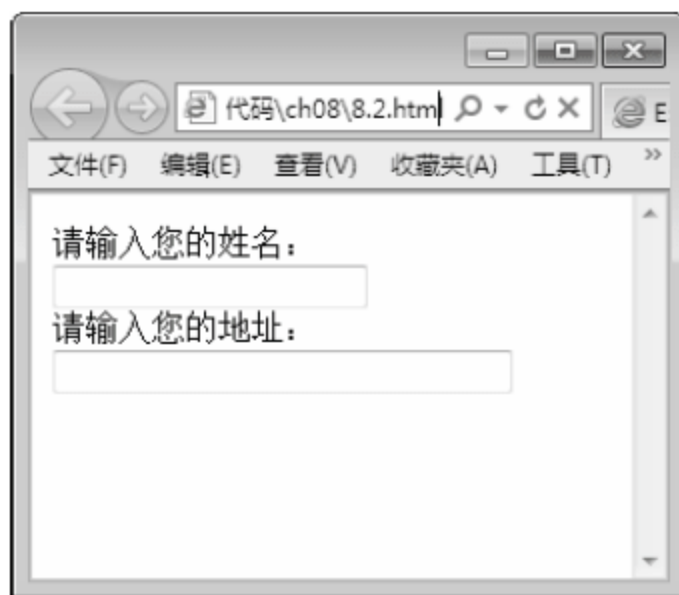 代码\ch08\8.2.htm
E
文件(F) 编辑(E) 查看(V) 收藏夹(A) 工具(T) »
请输入您的姓名：
请输入您的地址：